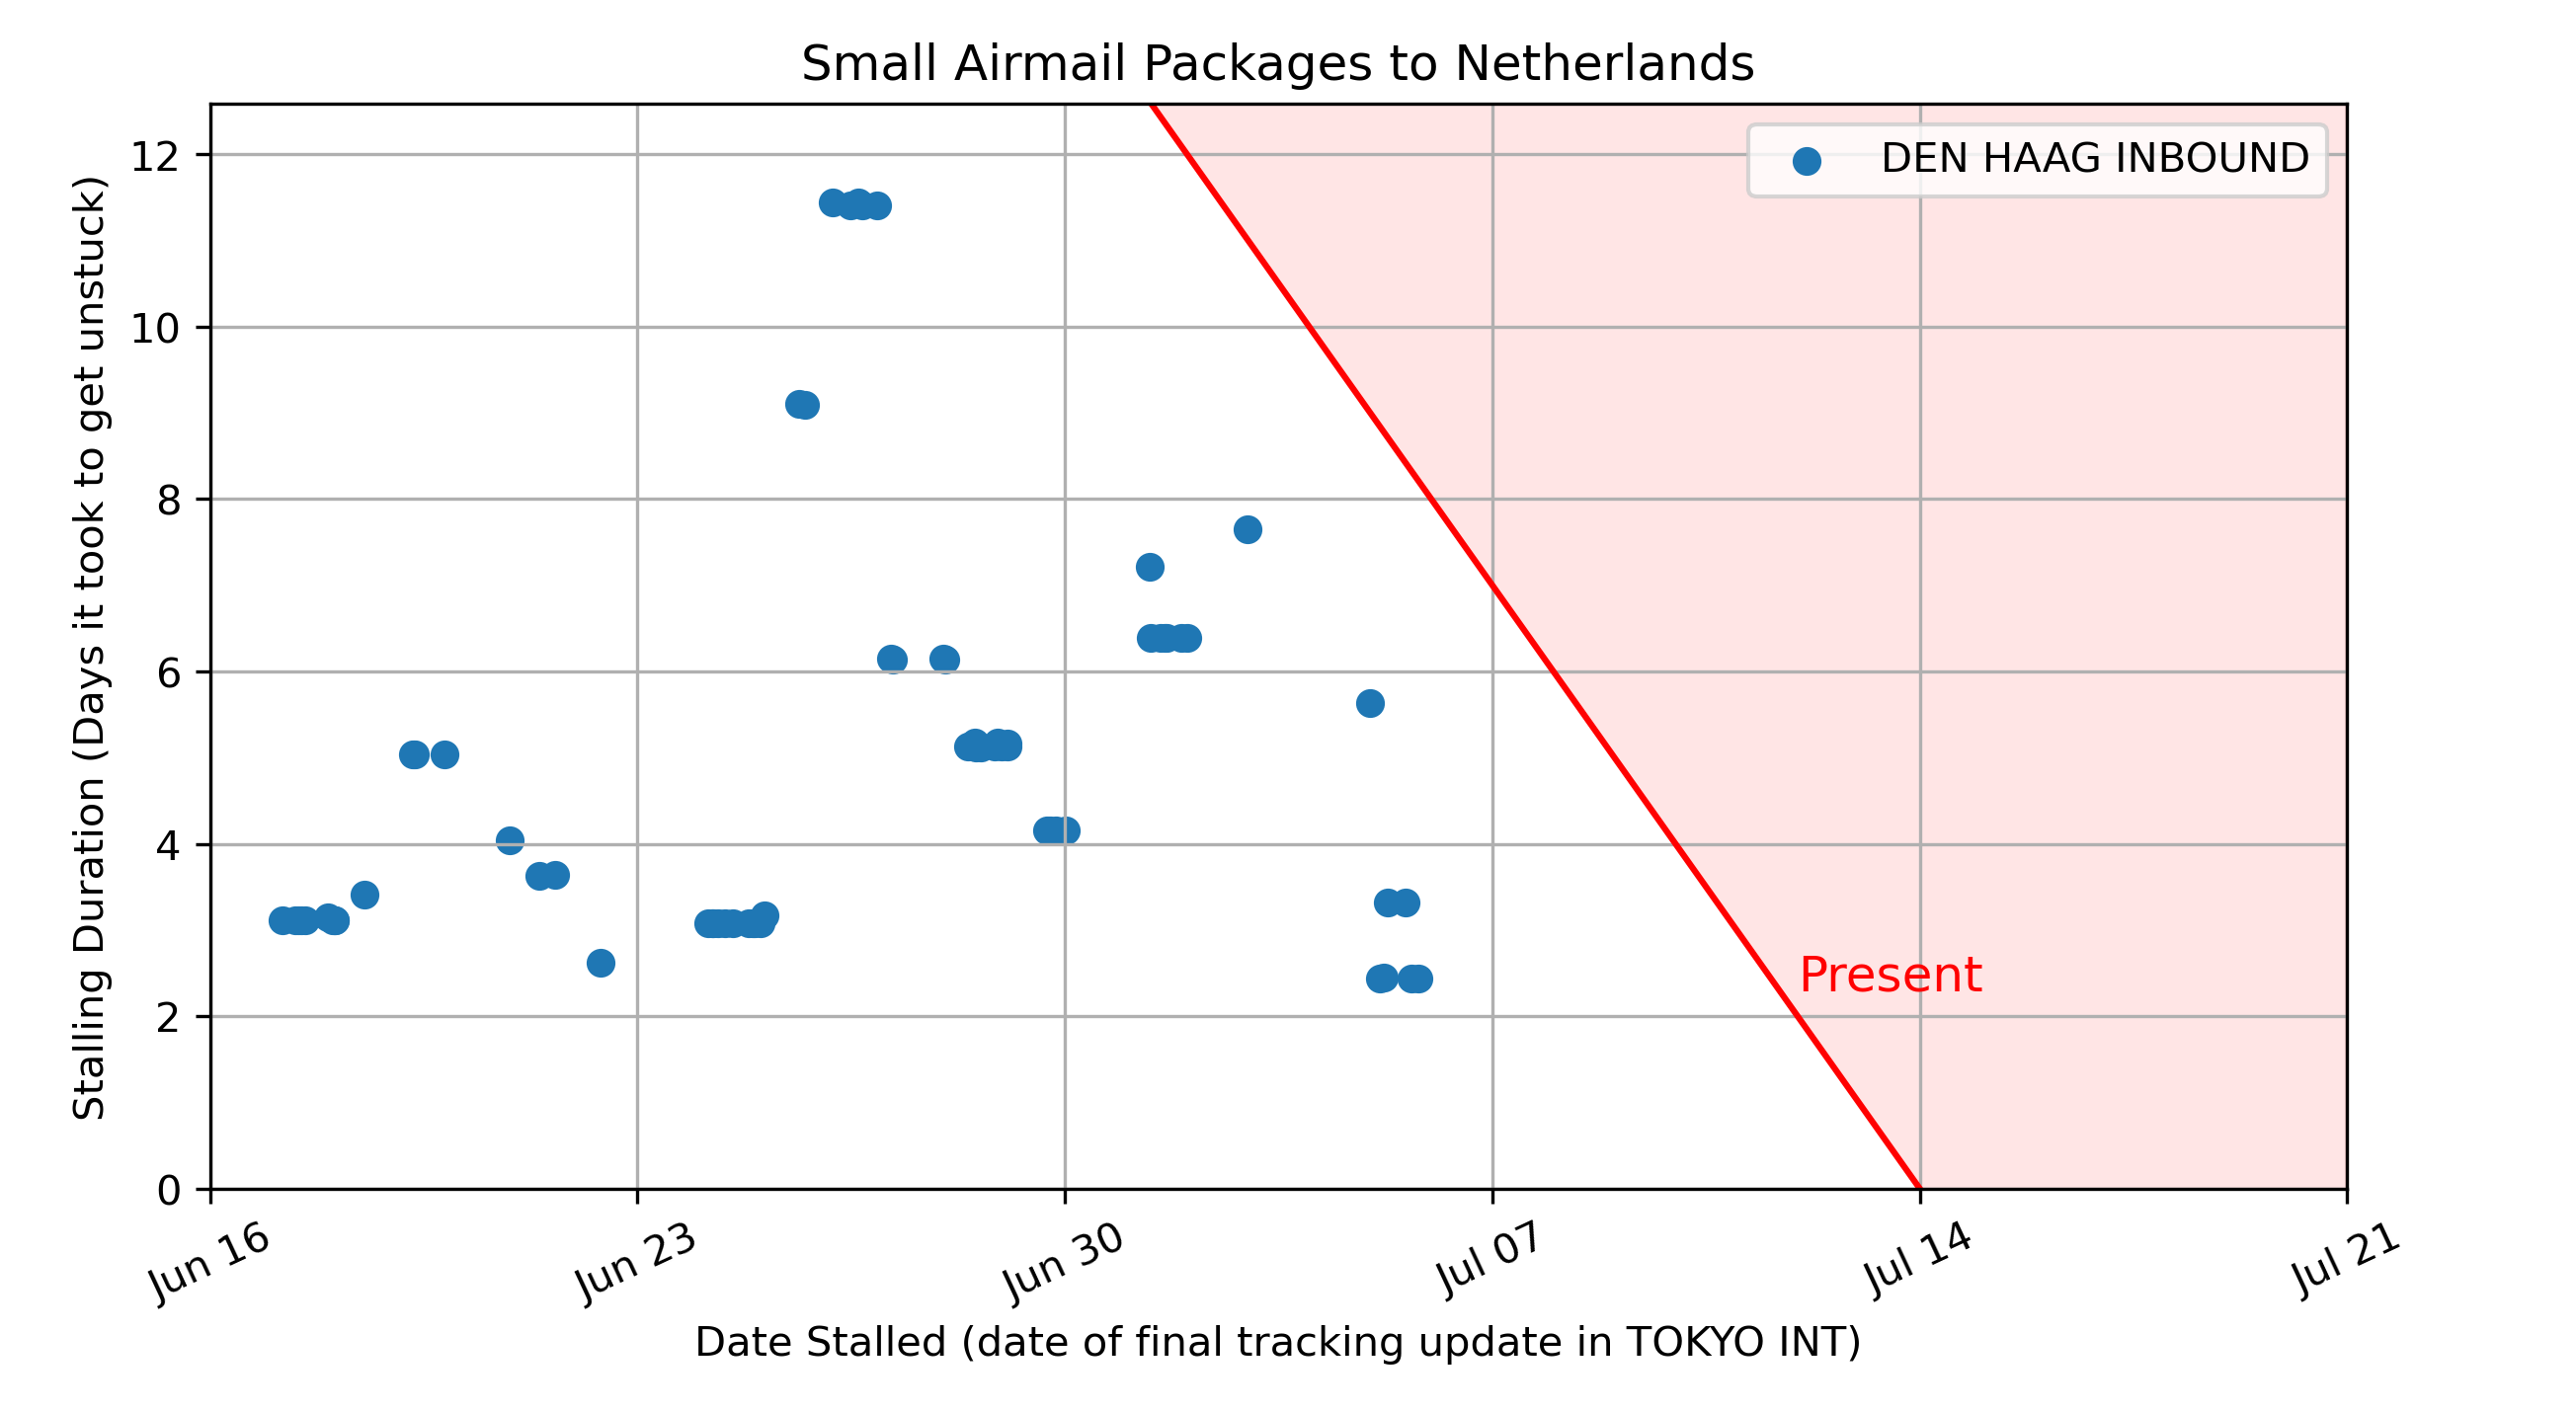 Small Airmail Packages to Netherlands
DEN HAAG INBOUND
Stalling Duration (Days it took to get unstuck)
12
10
8
6
4
2
0
Present
Jun 16
Jun 23
Jun 30
Jul 07
Jul 14
Jul 21
Date Stalled (date of final tracking update in TOKYO INT)